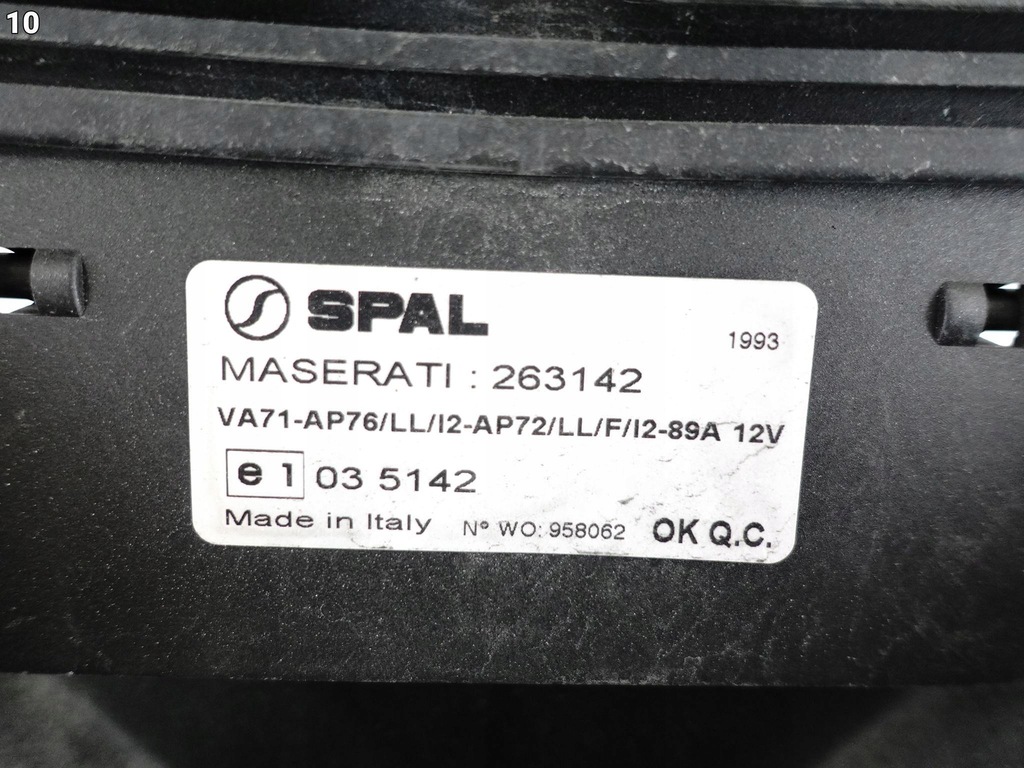 10
SPAL
1993
MASERATI : 263142
VA71-AP76/LL/I2-AP72/LL/F/I2-89A 12V
e 1 03 5142
Made in Italy N° WO: 958062 OK Q.C.